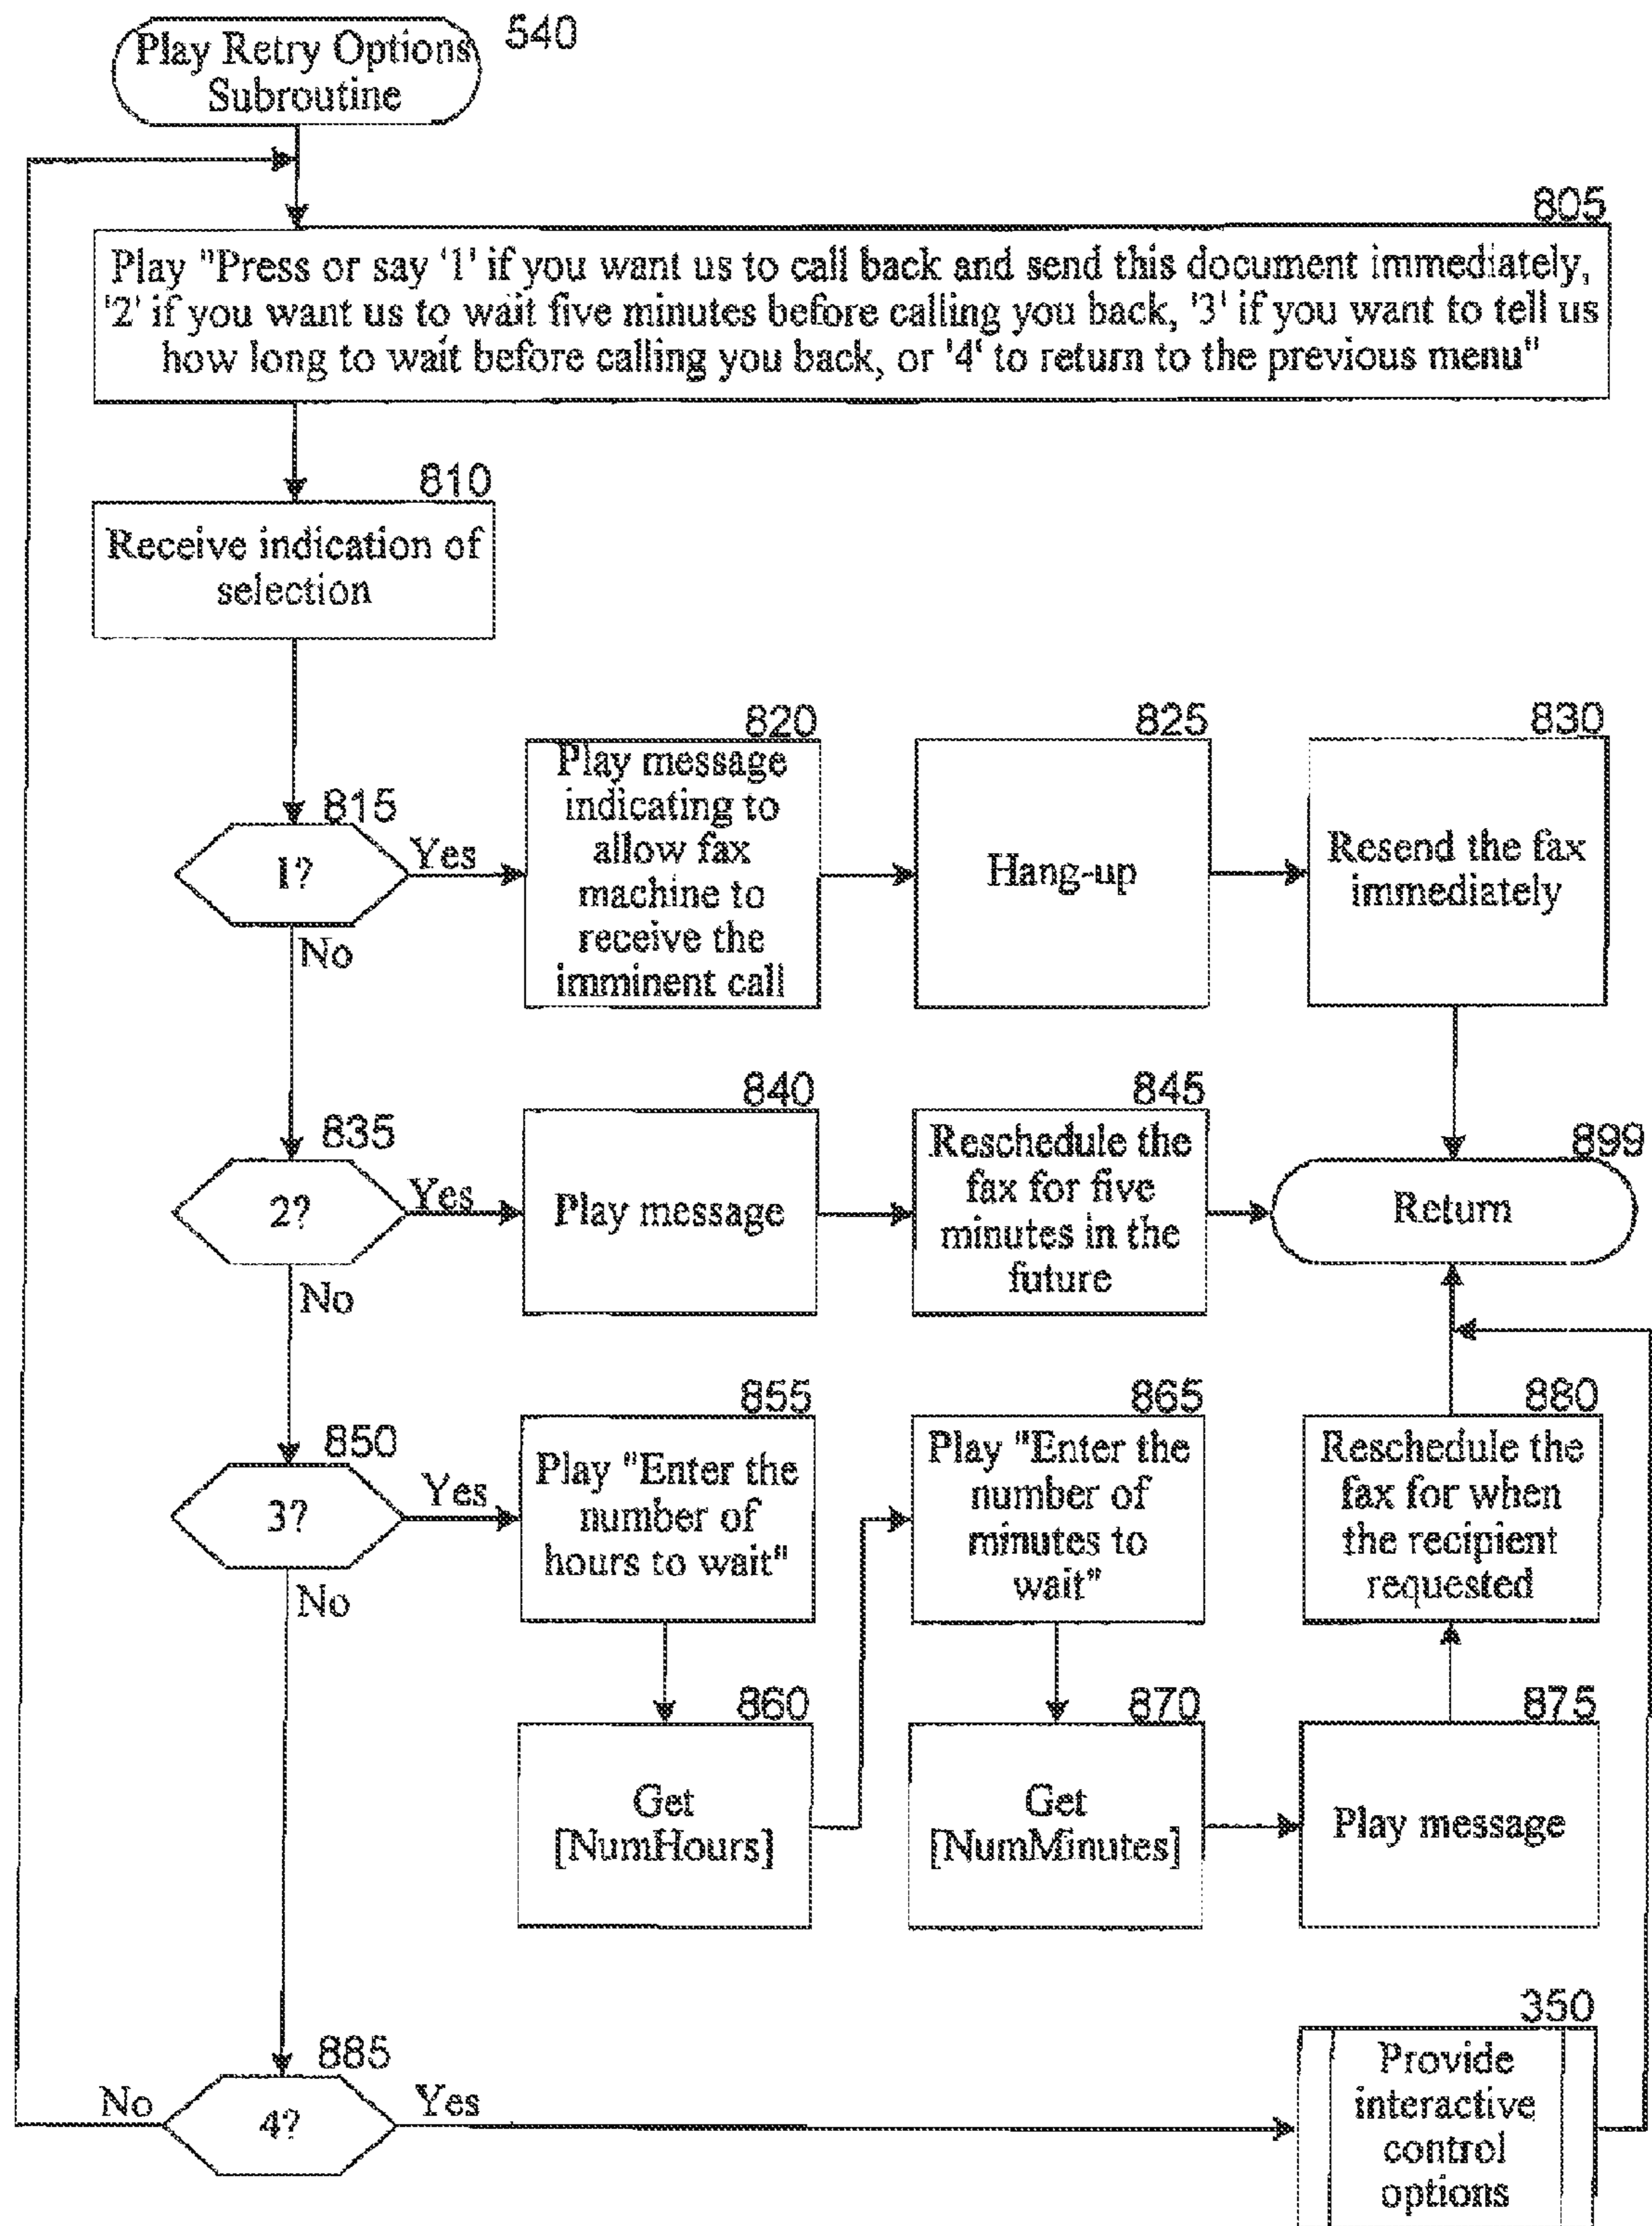 Play Retry Options
Subroutine
540
805
Play "Press or say '1' if you want us to call back and send this document immediately,
'2' if you want us to wait five minutes before calling you back, '3' if you want to tell us
how long to wait before calling you back, or '4' to return to the previous menu"
810
Receive indication of
selection
815
1?
Yes
No
820
Play message
indicating to
allow fax
machine to
receive the
imminent call
825
Hang-up
830
Resend the fax
immediately
835
2?
Yes
No
840
Play message
845
Reschedule the
fax for five
minutes in the
future
899
Return
850
3?
Yes
No
855
Play "Enter the
number of
hours to wait"
860
Get
[NumHours]
865
Play "Enter the
number of
minutes to
wait"
870
Get
[NumMinutes]
875
Play message
880
Reschedule the
fax for when
the recipient
requested
885
4?
No
Yes
350
Provide
interactive
control
options